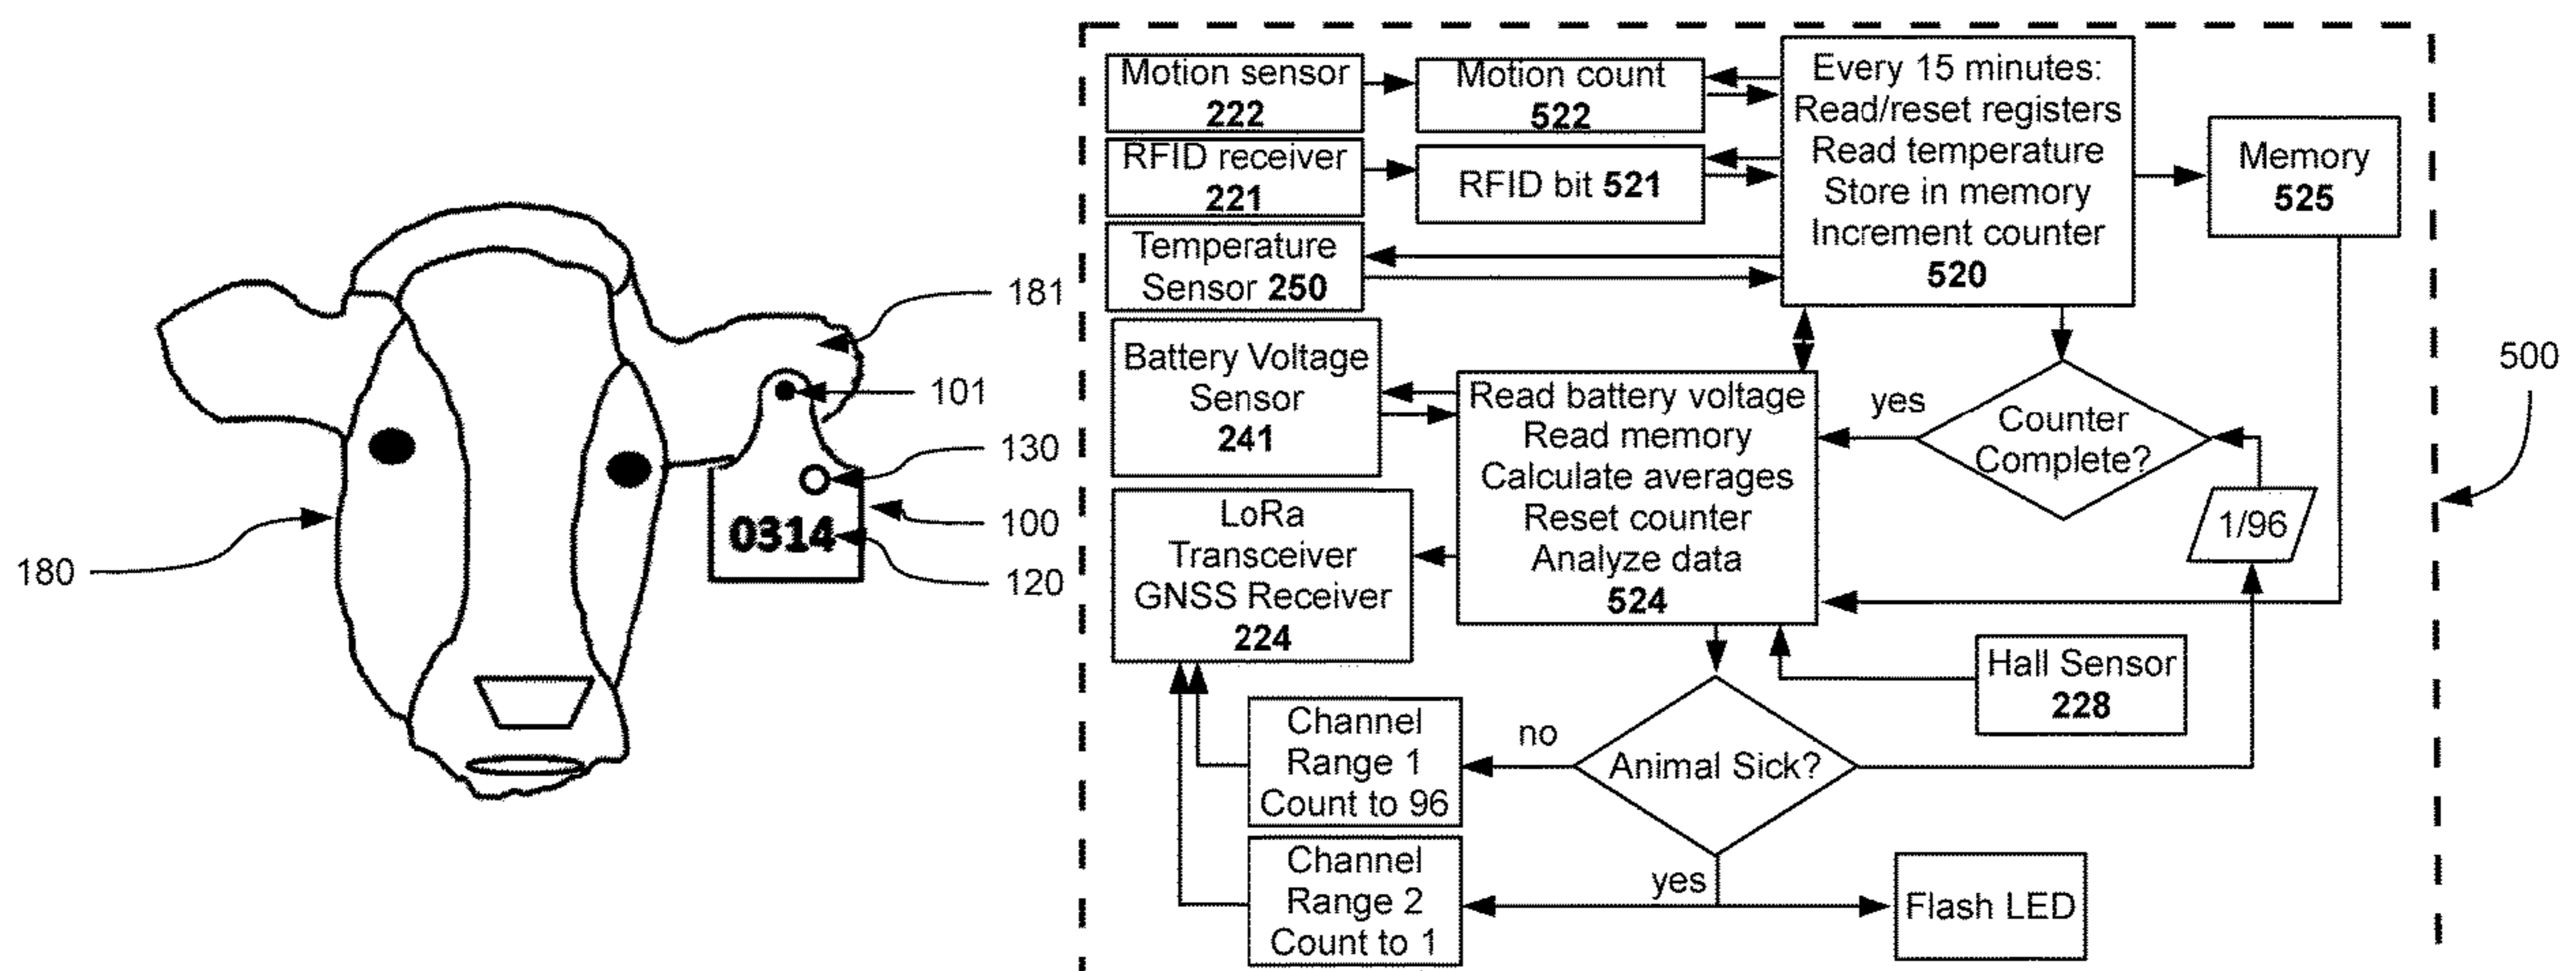 181
101
130
100
0314
120
180
Motion sensor
222
Motion count
522
Every 15 minutes:
Read/reset registers
Read temperature
Store in memory
Increment counter
520
Memory
525
RFID receiver
221
RFID bit 521
Temperature
Sensor 250
Battery Voltage
Sensor
241
Read battery voltage
Read memory
Calculate averages
Reset counter
Analyze data
524
yes
Counter
Complete?
1/96
500
LoRa
Transceiver
GNSS Receiver
224
Hall Sensor
228
Channel
Range 1
Count to 96
no
Animal Sick?
Channel
Range 2
Count to 1
yes
Flash LED